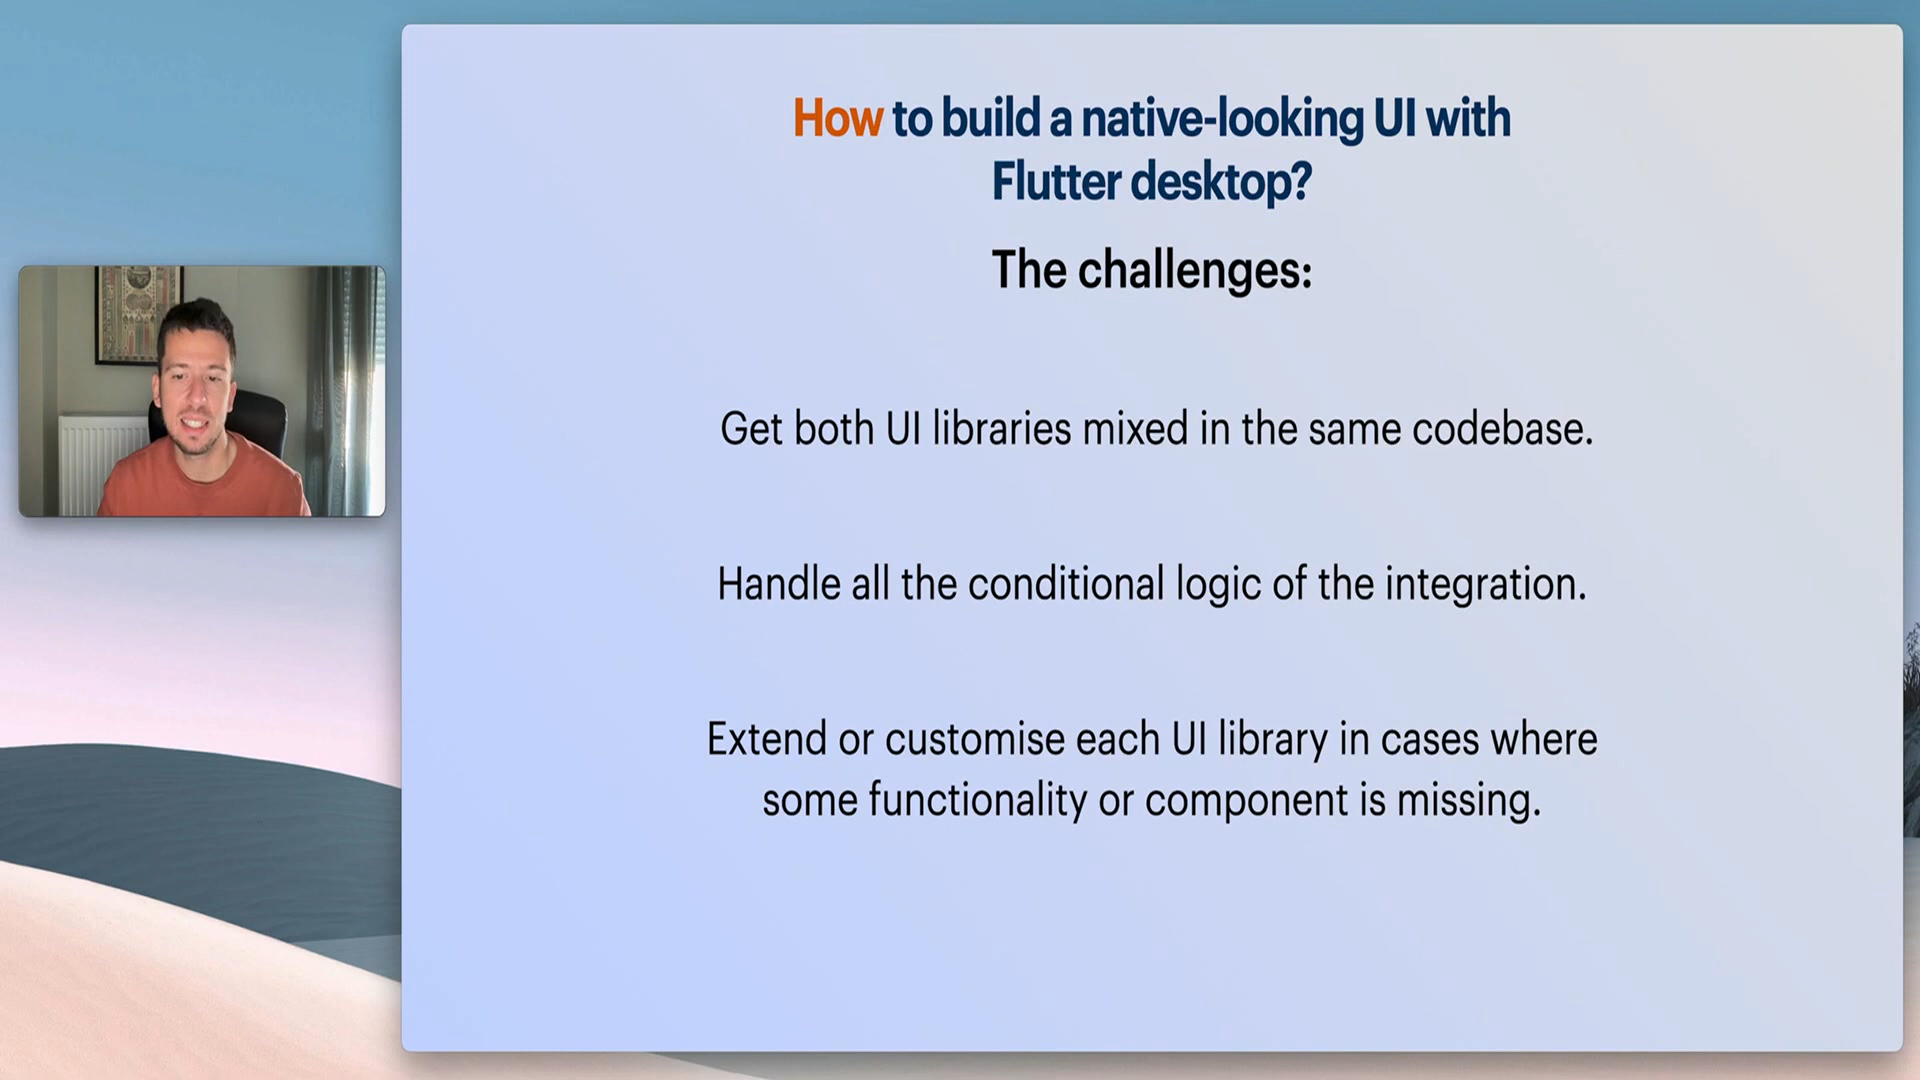 How to build a native-looking UI with
Flutter desktop?
The challenges:
Get both UI libraries mixed in the same codebase.
Handle all the conditional logic of the integration.
Extend or customise each UI library in cases where
some functionality or component is missing.